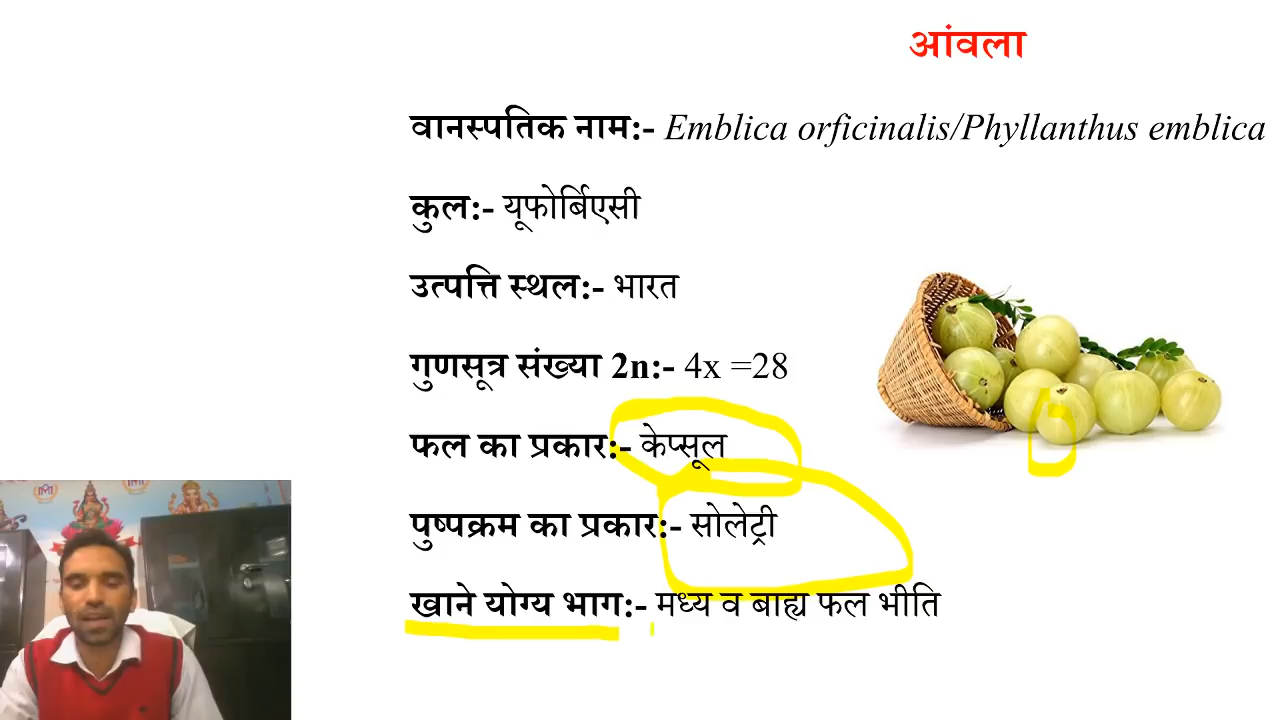 आंवला
वानस्पतिक नाम:- Emblica orficinalis/Phyllanthus emblica
कुल:- यूफोर्बिएसी
उत्पत्ति स्थल:- भारत
गुणसूत्र संख्या 2n:- 4x =28
फल का प्रकार:- केप्सूल
पुष्पक्रम का प्रकार:- सोलेट्री
खाने योग्य भाग:- मध्य व बाह्य फल भीति